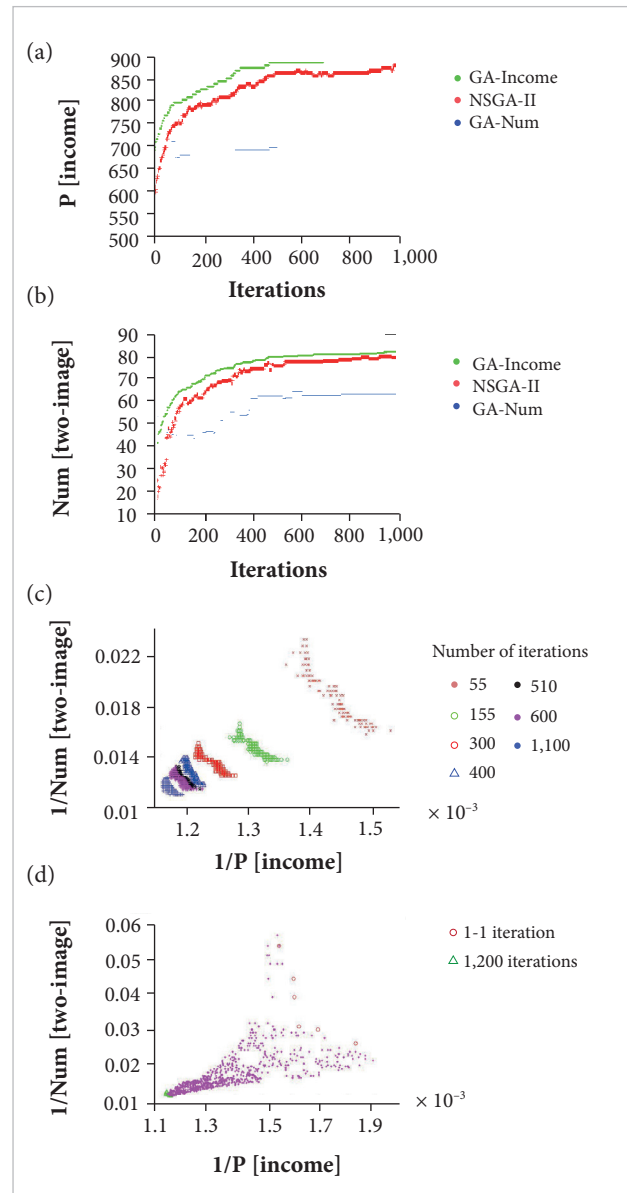 (a)
900
850
800
750
700
650
600
550
500
P [income]
0
200
400
600
800
1,000
Iterations
GA-Income
NSGA-II
GA-Num
(b)
90
80
70
60
50
40
30
20
10
Num [two-image]
0
200
400
600
800
1,000
Iterations
GA-Income
NSGA-II
GA-Num
(c)
0.022
0.018
0.014
0.01
1/Num [two-image]
1.2
1.3
1.4
1.5
× 10⁻³
1/P [income]
Number of iterations
55
510
155
600
300
1,100
400
(d)
0.06
0.05
0.04
0.03
0.02
0.01
1/Num [two-image]
1.1
1.3
1.5
1.7
1.9
× 10⁻³
1/P [income]
1-1 iteration
1,200 iterations